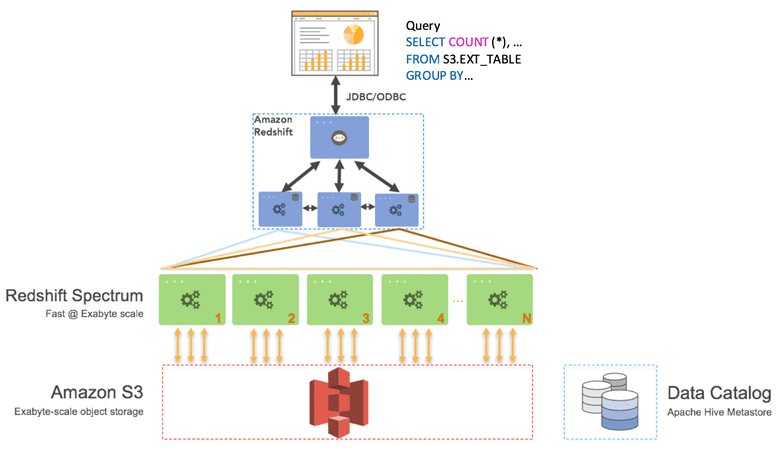 Query
SELECT COUNT (*), ...
FROM S3.EXT_TABLE
GROUP BY...
JDBC/ODBC
Amazon
Redshift
Redshift Spectrum
Fast @ Exabyte scale
1
2
3
4
...
N
Amazon S3
Exabyte-scale object storage
Data Catalog
Apache Hive Metastore